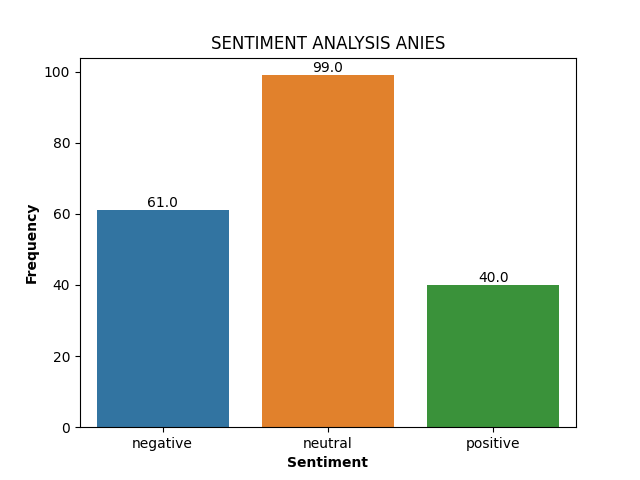 SENTIMENT ANALYSIS ANIES
100
80
60
40
20
0
Frequency
61.0
99.0
40.0
negative
neutral
positive
Sentiment